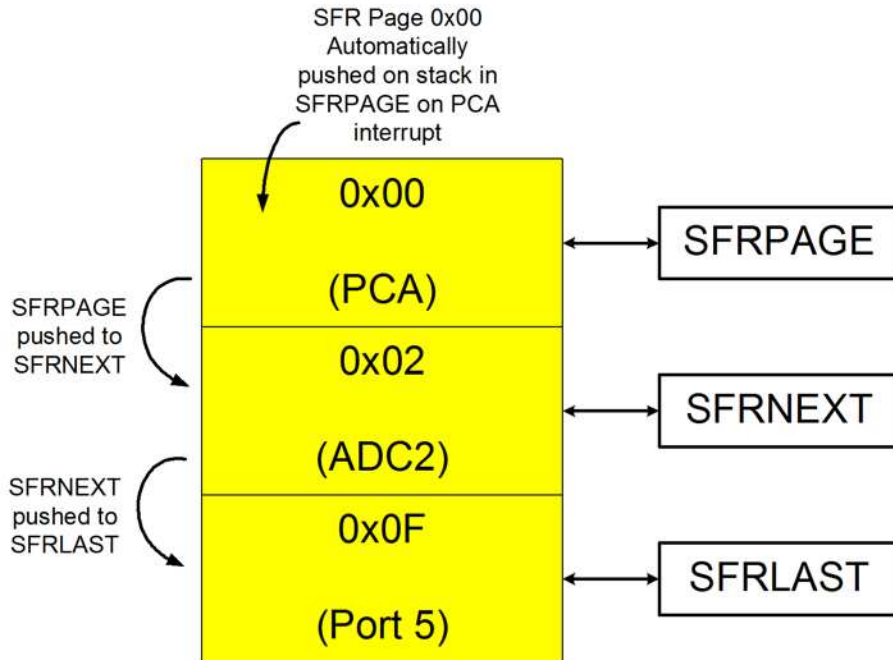 SFR Page 0x00
Automatically
pushed on stack in
SFRPAGE on PCA
interrupt
0x00
(PCA)
SFRPAGE
SFRPAGE
pushed to
SFRNEXT
0x02
(ADC2)
SFRNEXT
SFRNEXT
pushed to
SFRLAST
0x0F
(Port 5)
SFRLAST